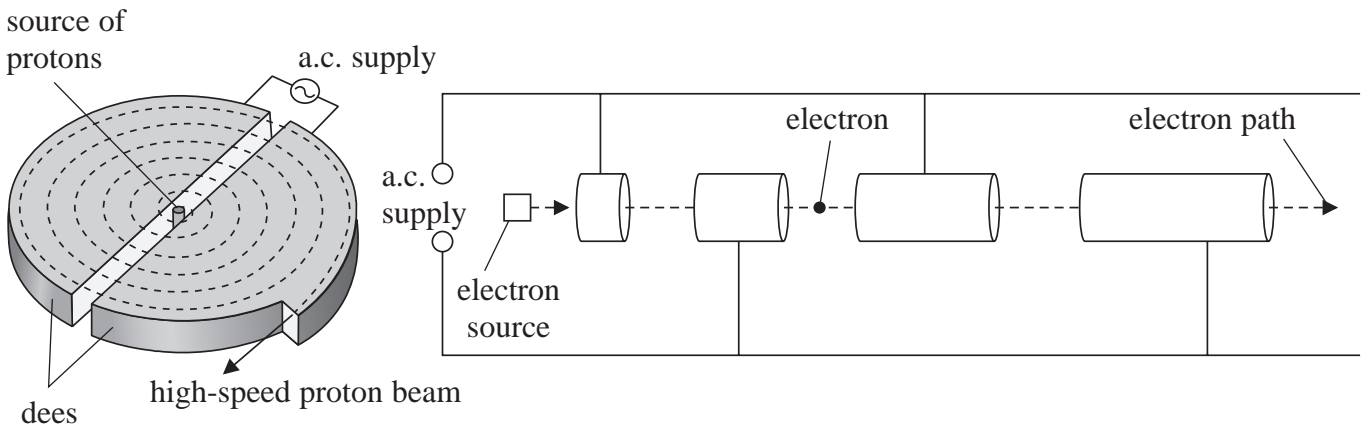 source of
protons
a.c. supply
dees
high-speed proton beam
a.c.
supply
electron
source
electron
electron path